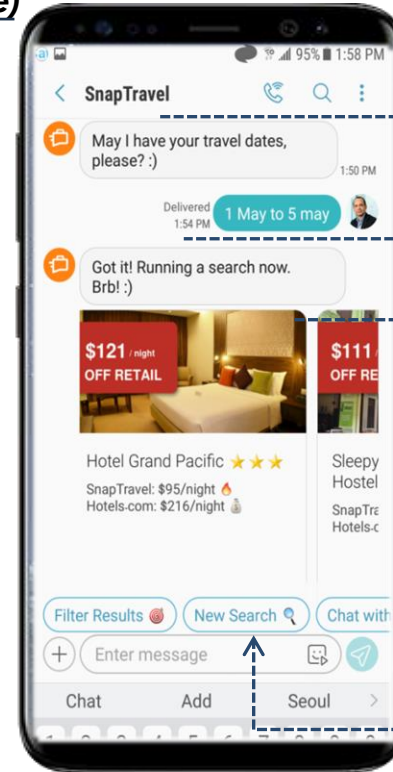 e)
95% 1:58 PM
SnapTravel
May I have your travel dates,
please? :)
1:50 PM
Delivered
1:54 PM
1 May to 5 may
Got it! Running a search now.
Brb! :)
$121 / night
OFF RETAIL
$111 /
OFF RE
Hotel Grand Pacific
SnapTravel: $95/night
Hotels.com: $216/night
Sleepy
Hostel
SnapTra
Hotels.c
Filter Results
New Search
Chat with
Enter message
Chat Add Seoul